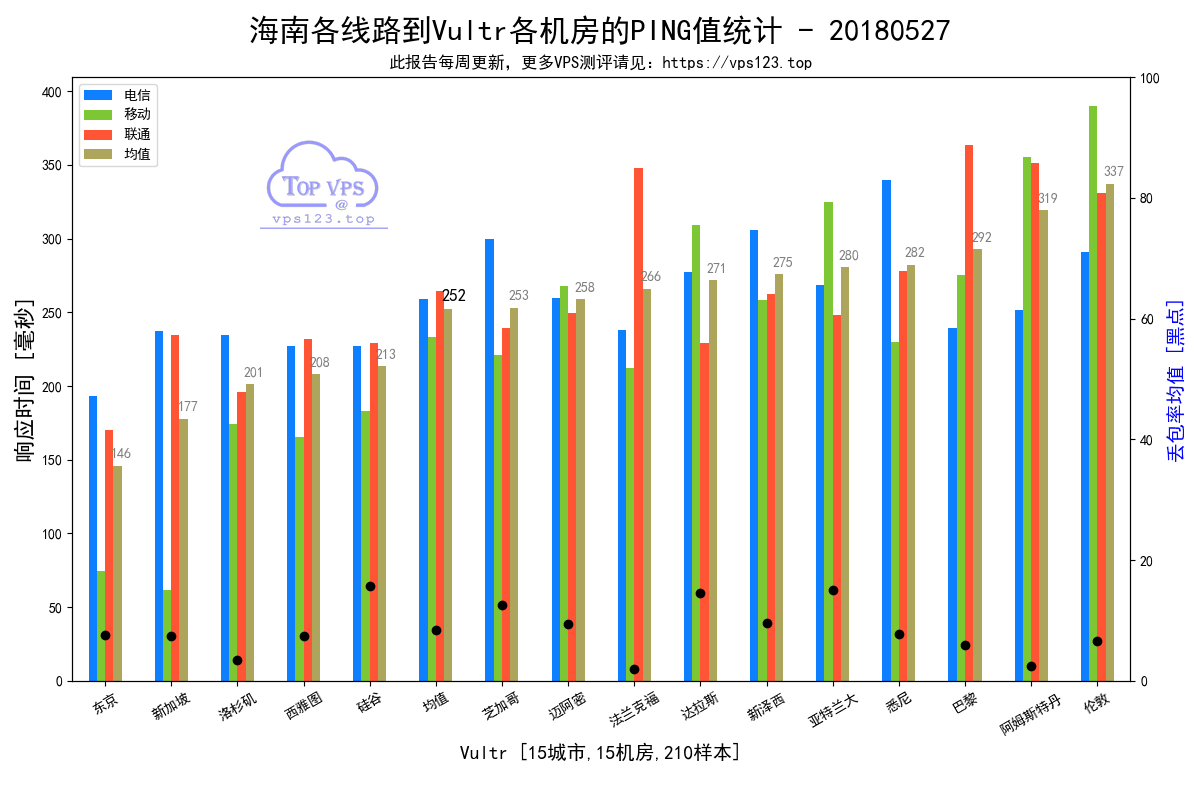 海南各线路到Vultr各机房的PING值统计 - 20180527
此报告每周更新，更多VPS测评请见：https://vps123.top
电信
移动
联通
均值
TOP VPS
@
vps123.top
响应时间 [毫秒]
400
350
300
250
200
150
100
50
0
146
177
201
208
213
252
253
258
266
271
275
280
282
292
319
337
100
80
60
40
20
0
丢包率均值 [黑点]
东京
新加坡
洛杉矶
西雅图
硅谷
均值
芝加哥
迈阿密
法兰克福
达拉斯
新泽西
亚特兰大
悉尼
巴黎
阿姆斯特丹
伦敦
Vultr [15城市,15机房,210样本]